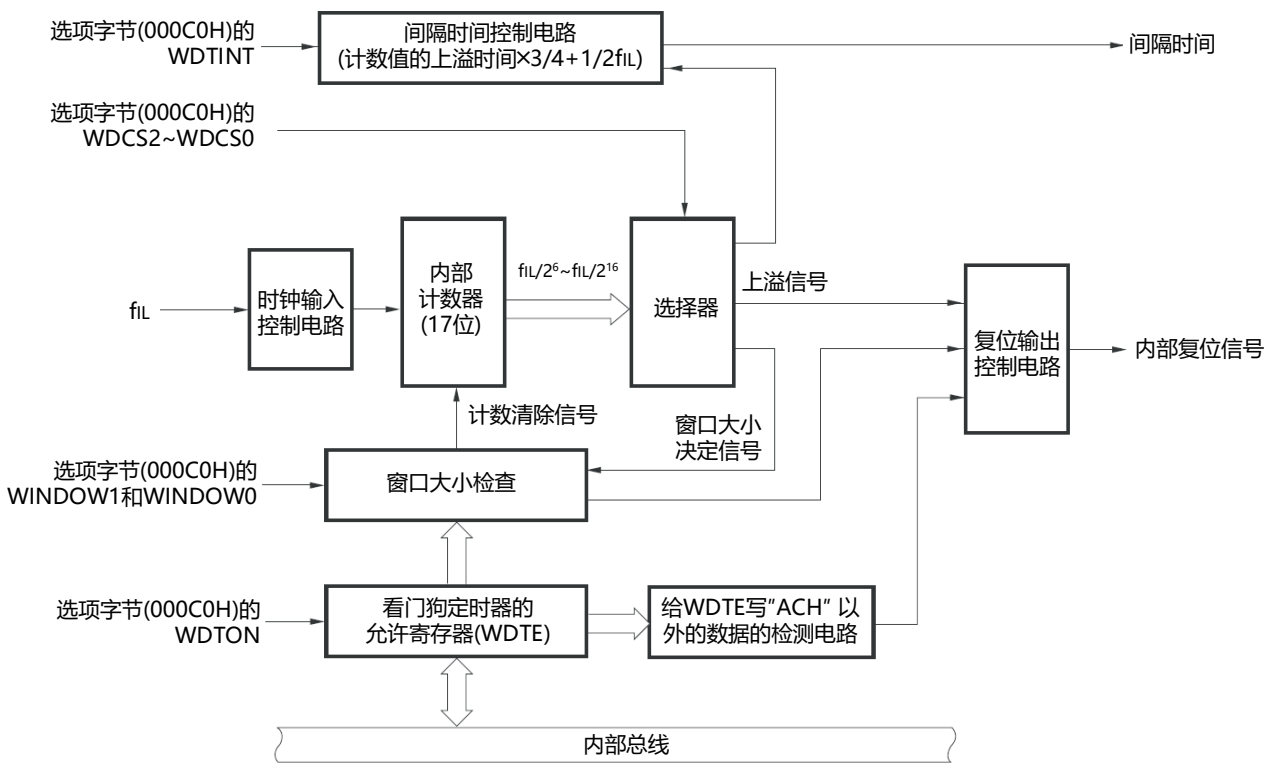 选项字节(000C0H)的
WDTINT
间隔时间控制电路
(计数值的上溢时间×3/4+1/2fIL)
间隔时间
选项字节(000C0H)的
WDCS2~WDCS0
fIL
时钟输入
控制电路
内部
计数器
(17位)
fIL/2⁶~fIL/2¹⁶
选择器
上溢信号
复位输出
控制电路
内部复位信号
计数清除信号
窗口大小
决定信号
选项字节(000C0H)的
WINDOW1和WINDOW0
窗口大小检查
选项字节(000C0H)的
WDTON
看门狗定时器的
允许寄存器(WDTE)
给WDTE写"ACH" 以
外的数据的检测电路
内部总线